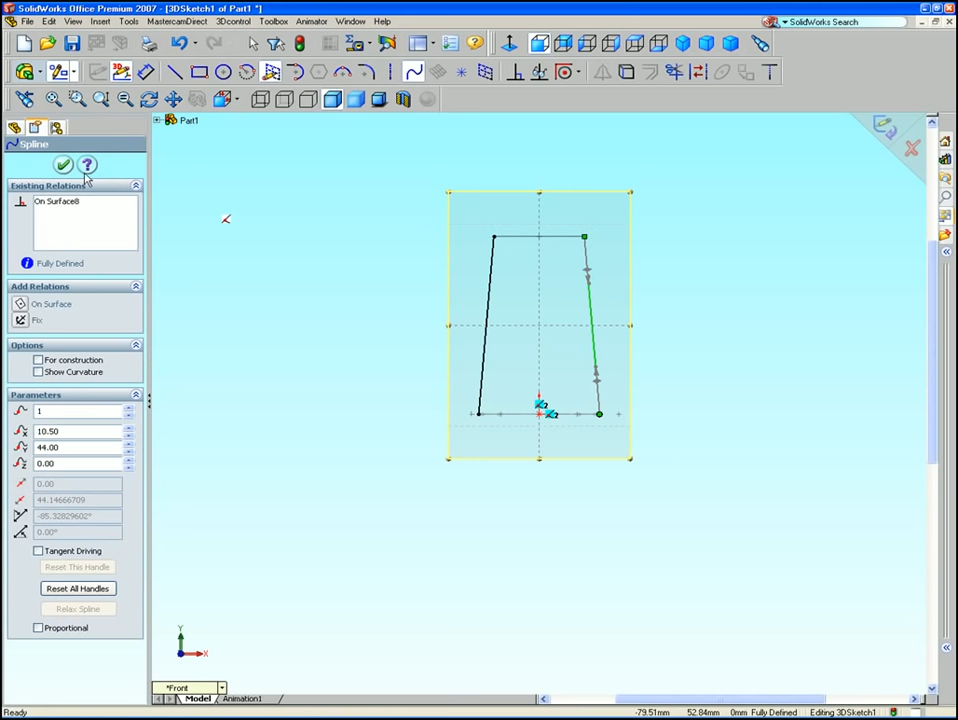 SolidWorks Office Premium 2007 - [3DSketch1 of Part1 *]
File Edit View Insert Tools MastercamDirect 3Dcontrol Toolbox Animator Window Help
SolidWorks Search
3D
Part1
Spline
Existing Relations
On Surface8
Fully Defined
Add Relations
On Surface
Fix
Options
For construction
Show Curvature
Parameters
1
10.50
44.00
0.00
0.00
44.14666709
-85.32829602°
0.00°
Tangent Driving
Reset This Handle
Reset All Handles
Relax Spline
Proportional
2
2
Y
X
*Front
Model Animation1
Ready
-79.51mm 52.84mm 0mm Fully Defined Editing 3DSketch1